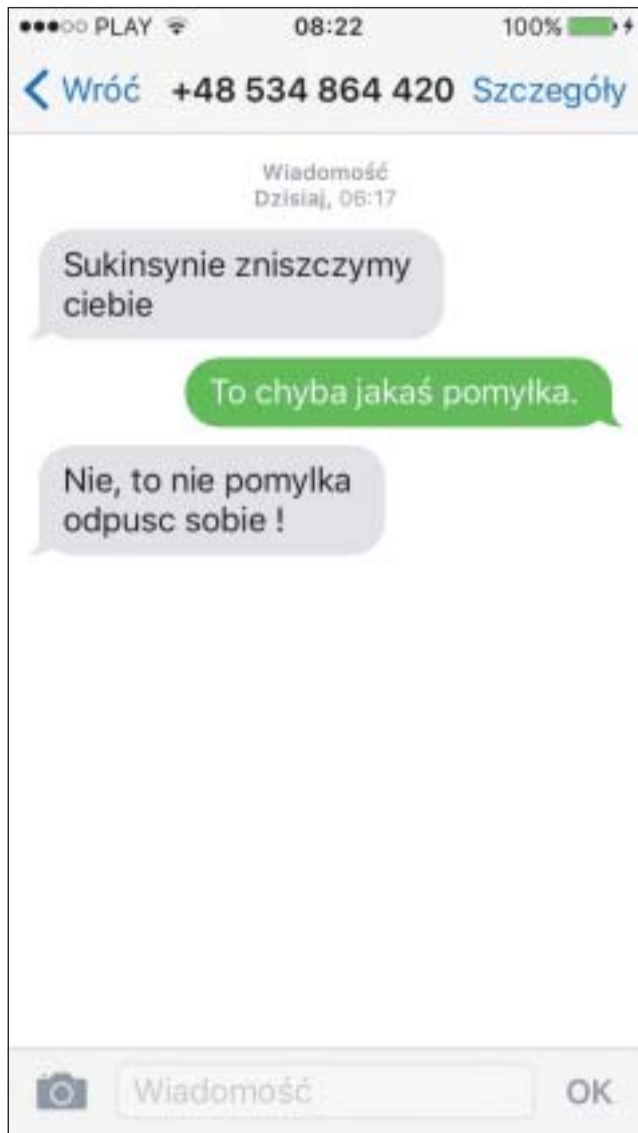 PLAY 08:22 100%
Wróć +48 534 864 420 Szczegóły
Wiadomość
Dzisiaj, 06:17
Sukinsynie zniszczymy
ciebie
To chyba jakaś pomyłka.
Nie, to nie pomylka
odpusc sobie !
Wiadomość OK